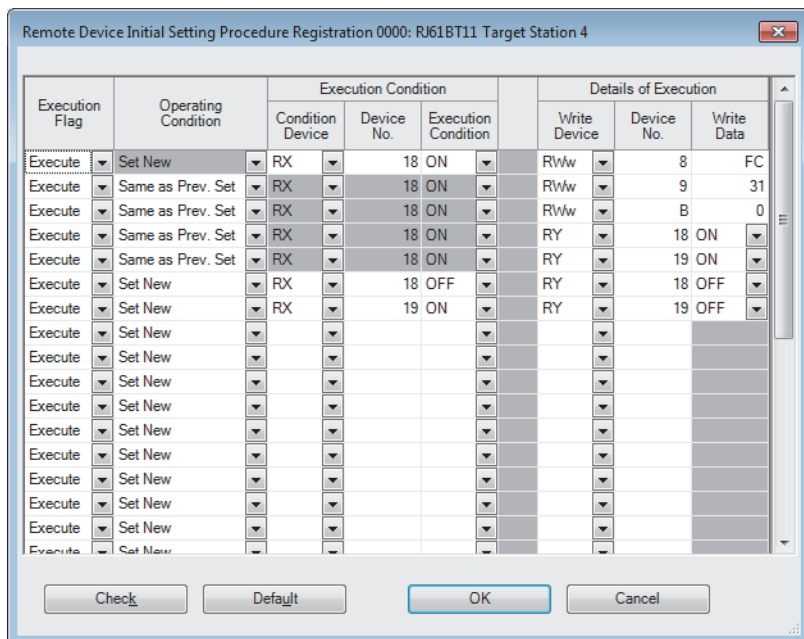 Remote Device Initial Setting Procedure Registration 0000: RJ61BT11 Target Station 4
Execution Condition Details of Execution
Execution Flag Operating Condition Condition Device Device No. Execution Condition Write Device Device No. Write Data
Execute Set New RX 18 ON RWw 8 FC
Execute Same as Prev. Set RX 18 ON RWw 9 31
Execute Same as Prev. Set RX 18 ON RWw B 0
Execute Same as Prev. Set RX 18 ON RY 18 ON
Execute Same as Prev. Set RX 18 ON RY 19 ON
Execute Set New RX 18 OFF RY 18 OFF
Execute Set New RX 19 ON RY 19 OFF
Execute Set New
Execute Set New
Execute Set New
Execute Set New
Execute Set New
Execute Set New
Execute Set New
Execute Set New
Execute Set New
Execute Set New
Check Default OK Cancel